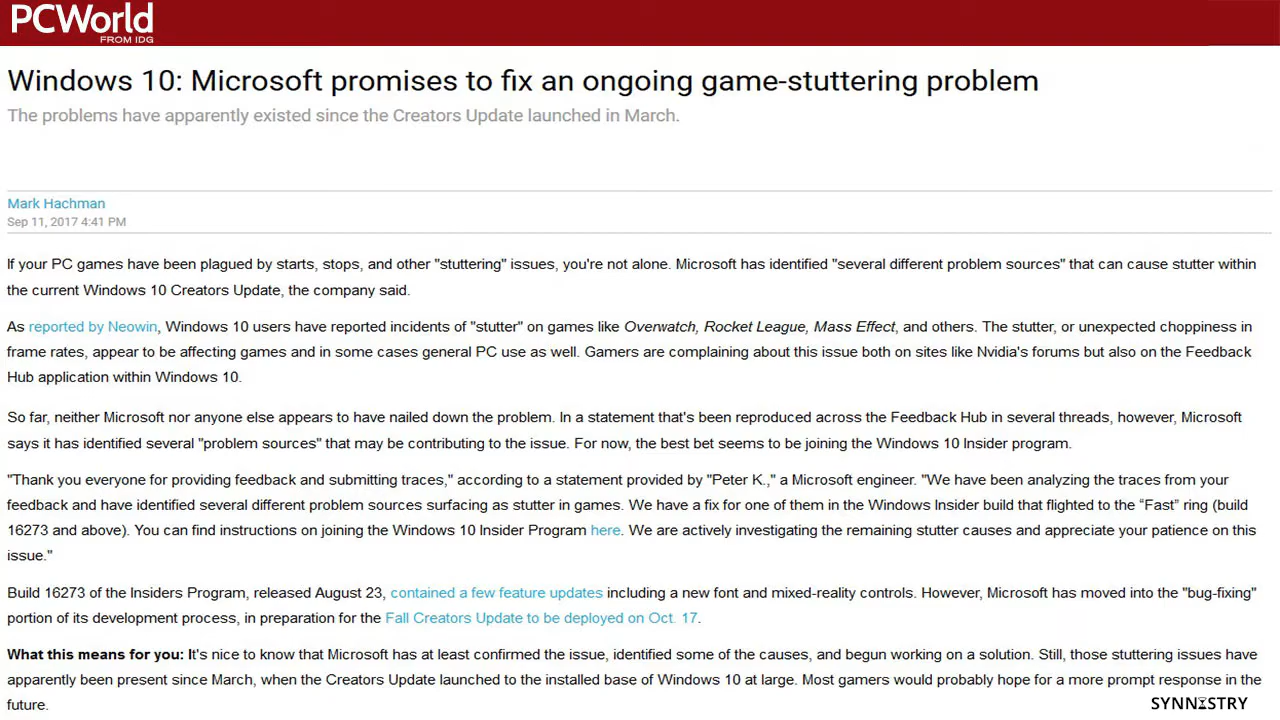 PCWorld
FROM IDG
Windows 10: Microsoft promises to fix an ongoing game-stuttering problem
The problems have apparently existed since the Creators Update launched in March.
Mark Hachman
Sep 11, 2017 4:41 PM
If your PC games have been plagued by starts, stops, and other "stuttering" issues, you're not alone. Microsoft has identified "several different problem sources" that can cause stutter within
the current Windows 10 Creators Update, the company said.
As reported by Neowin, Windows 10 users have reported incidents of "stutter" on games like Overwatch, Rocket League, Mass Effect, and others. The stutter, or unexpected choppiness in
frame rates, appear to be affecting games and in some cases general PC use as well. Gamers are complaining about this issue both on sites like Nvidia's forums but also on the Feedback
Hub application within Windows 10.
So far, neither Microsoft nor anyone else appears to have nailed down the problem. In a statement that's been reproduced across the Feedback Hub in several threads, however, Microsoft
says it has identified several "problem sources" that may be contributing to the issue. For now, the best bet seems to be joining the Windows 10 Insider program.
"Thank you everyone for providing feedback and submitting traces," according to a statement provided by "Peter K.," a Microsoft engineer. "We have been analyzing the traces from your
feedback and have identified several different problem sources surfacing as stutter in games. We have a fix for one of them in the Windows Insider build that flighted to the “Fast” ring (build
16273 and above). You can find instructions on joining the Windows 10 Insider Program here. We are actively investigating the remaining stutter causes and appreciate your patience on this
issue."
Build 16273 of the Insiders Program, released August 23, contained a few feature updates including a new font and mixed-reality controls. However, Microsoft has moved into the "bug-fixing"
portion of its development process, in preparation for the Fall Creators Update to be deployed on Oct. 17.
What this means for you: It's nice to know that Microsoft has at least confirmed the issue, identified some of the causes, and begun working on a solution. Still, those stuttering issues have
apparently been present since March, when the Creators Update launched to the installed base of Windows 10 at large. Most gamers would probably hope for a more prompt response in the
future.
SYNNISTRY